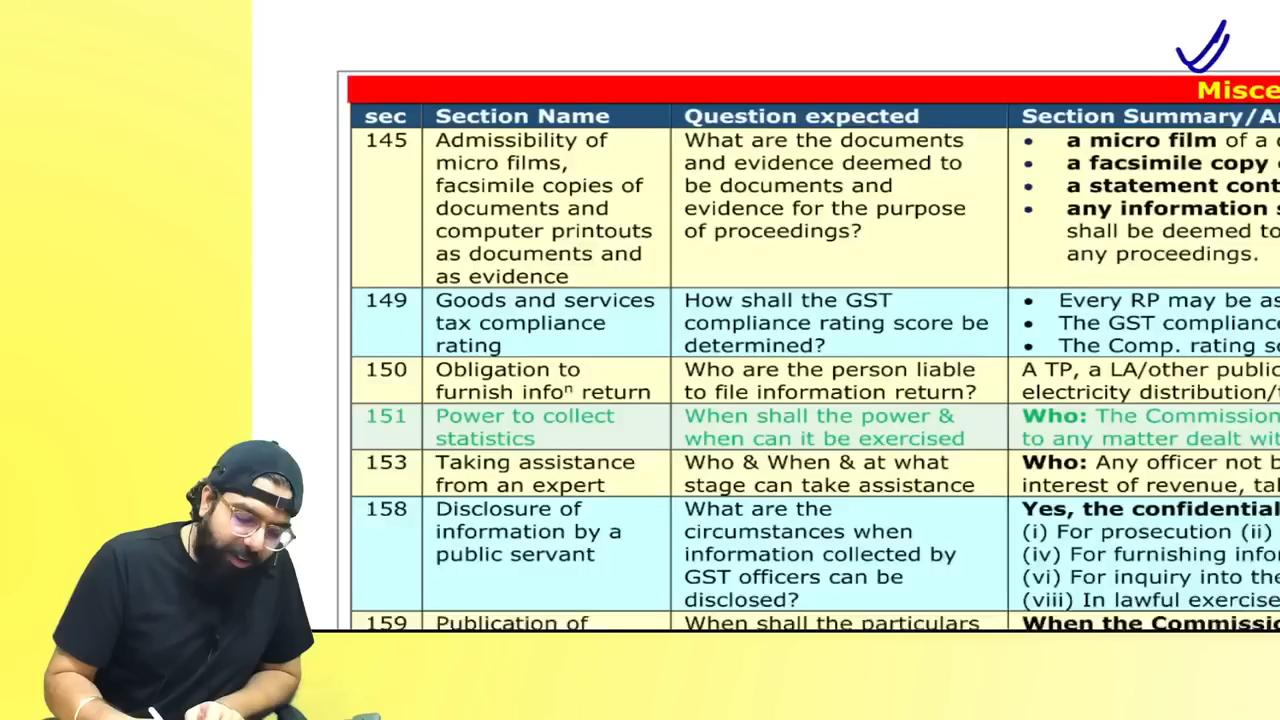 Misce
sec Section Name Question expected Section Summary/A
145 Admissibility of
micro films,
facsimile copies of
documents and
computer printouts
as documents and
as evidence
What are the documents
and evidence deemed to
be documents and
evidence for the purpose
of proceedings?
• a micro film of a
• a facsimile copy
• a statement cont
• any information
shall be deemed to
any proceedings.
149 Goods and services
tax compliance
rating
How shall the GST
compliance rating score be
determined?
• Every RP may be as
• The GST compliance
• The Comp. rating sc
150 Obligation to
furnish infoⁿ return
Who are the person liable
to file information return?
A TP, a LA/other public
electricity distribution/
151 Power to collect
statistics
When shall the power &
when can it be exercised
Who: The Commission
to any matter dealt wit
153 Taking assistance
from an expert
Who & When & at what
stage can take assistance
Who: Any officer not b
interest of revenue, tal
158 Disclosure of
information by a
public servant
What are the
circumstances when
information collected by
GST officers can be
disclosed?
Yes, the confidential
(i) For prosecution (ii)
(iv) For furnishing info
(vi) For inquiry into the
(viii) In lawful exercise
159 Publication of
When shall the particulars
When the Commissio